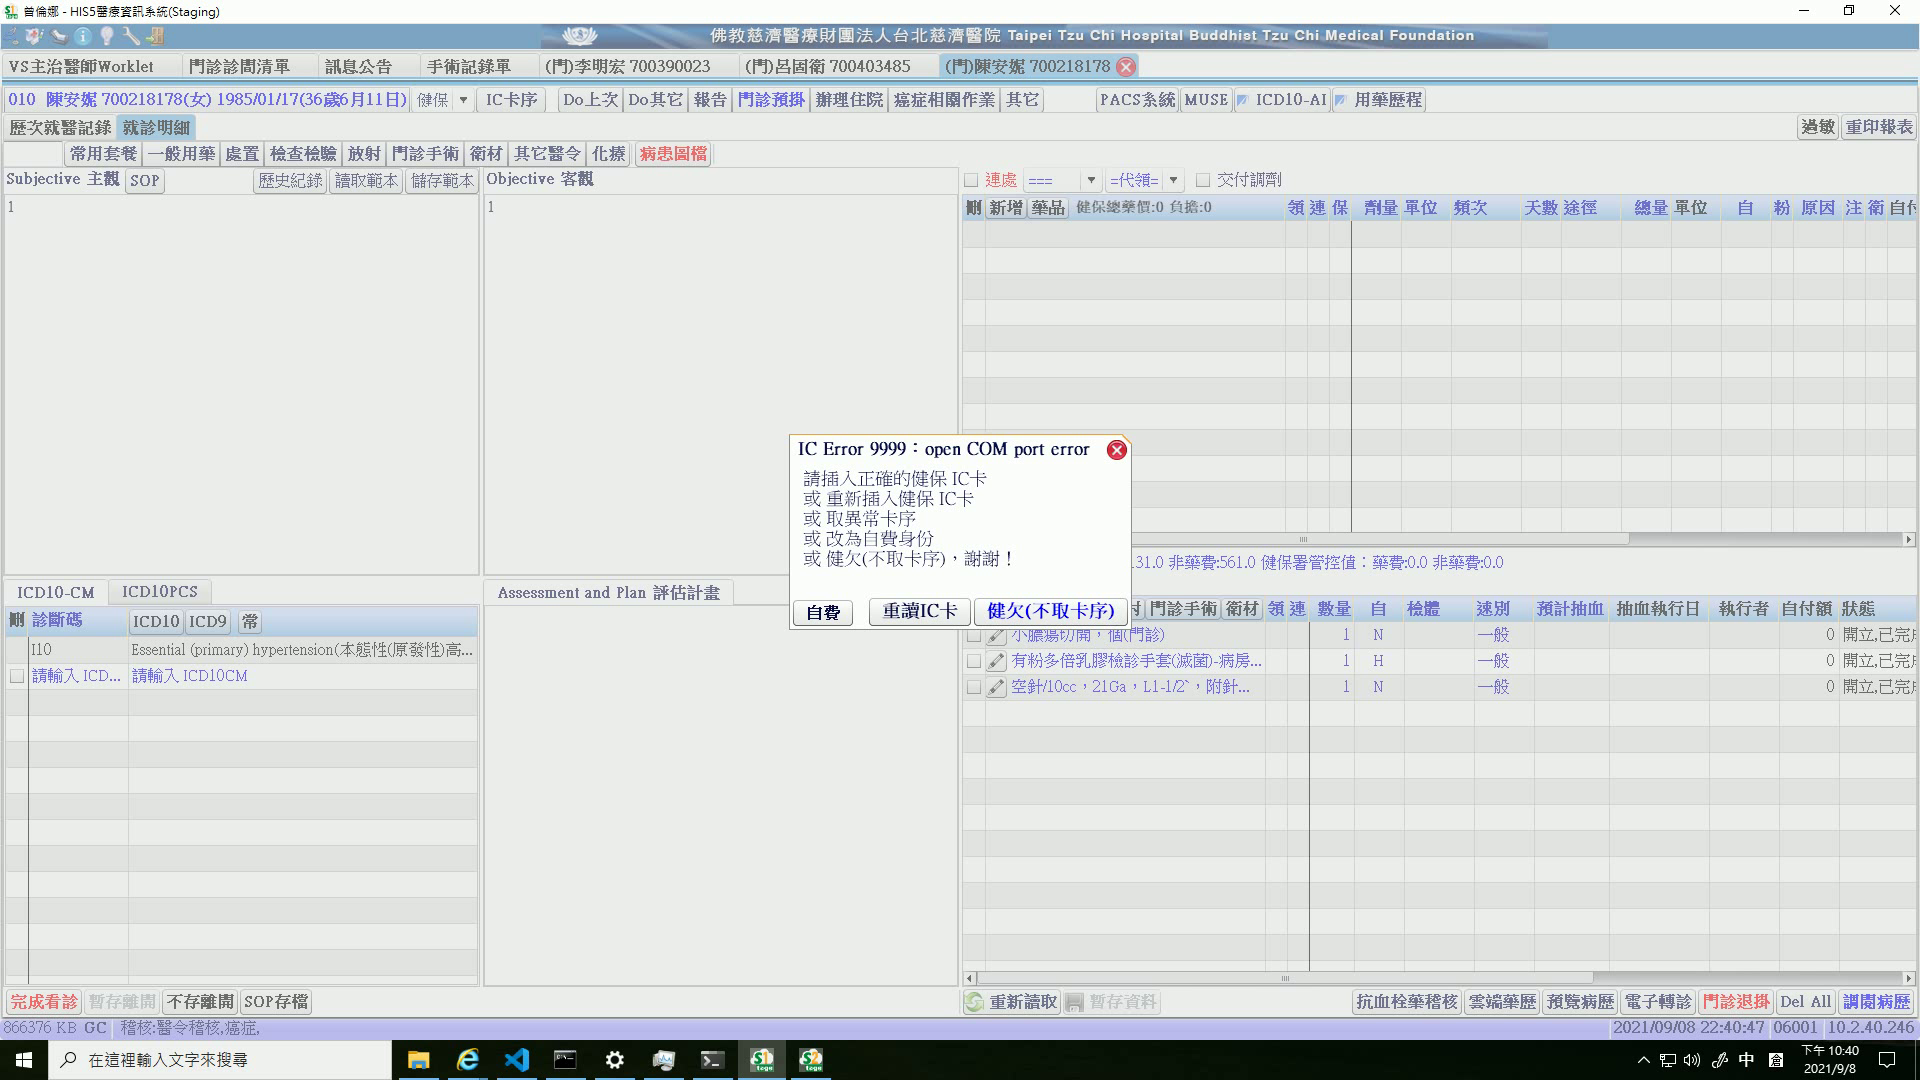 曾倫娜 - HIS5醫療資訊系統(Staging)
佛教慈濟醫療財團法人台北慈濟醫院 Taipei Tzu Chi Hospital Buddhist Tzu Chi Medical Foundation
VS主治醫師Worklet 門診診間清單 訊息公告 手術記錄單 (門)李明宏 700390023 (門)呂固衛 700403485 (門)陳安妮 700218178
010 陳安妮 700218178(女) 1985/01/17(36歲6月11日) 健保 IC卡序 Do上次 Do其它 報告 門診預掛 辦理住院 癌症相關作業 其它 PACS系統 MUSE ICD10-AI 用藥歷程
歷次就醫記錄 就診明細 過敏 重印報表
常用套餐 一般用藥 處置 檢查檢驗 放射 門診手術 衛材 其它醫令 化療 病患圖檔
Subjective 主觀 SOP 歷史紀錄 讀取範本 儲存範本 Objective 客觀 連處 === =代領= 交付調劑
1 1
刪 新增 藥品 健保總藥價:0 負擔:0 領 連 保 劑量 單位 頻次 天數 途徑 總量 單位 自 粉 原因 注 衛 自付
IC Error 9999：open COM port error
請插入正確的健保 IC卡
或 重新插入健保 IC卡
或 取異常卡序
或 改為自費身份
或 健欠(不取卡序)，謝謝！
自費 重讀IC卡 健欠(不取卡序)
31.0 非藥費:561.0 健保署管控值：藥費:0.0 非藥費:0.0
ICD10-CM ICD10PCS Assessment and Plan 評估計畫
刪 診斷碼 ICD10 ICD9 常
I10 Essential (primary) hypertension(本態性(原發性)高...
請輸入 ICD... 請輸入 ICD10CM
門診手術 衛材 領 連 數量 自 檢體 速別 預計抽血 抽血執行日 執行者 自付額 狀態
小膿瘍切開，個(門診) 1 N 一般 0 開立,已完成
有粉多倍乳膠檢診手套(滅菌)-病房... 1 H 一般 0 開立,已完成
空針/10cc，21Ga，L1-1/2`，附針... 1 N 一般 0 開立,已完成
完成看診 暫存離開 不存離開 SOP存檔 重新讀取 暫存資料 抗血栓華稽核 雲端藥歷 預覽病歷 電子轉診 門診退掛 Del All 調閱病歷
866376 KB GC 稽核:醫令稽核,癌症, 2021/09/08 22:40:47 06001 10.2.40.246
在這裡輸入文字來搜尋
中
下午 10:40
2021/9/8